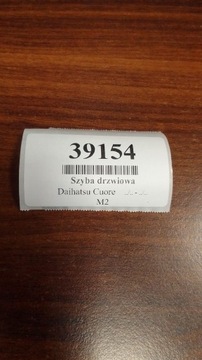 39154
Szyba drzwiowa
Daihatsu Cuore
M2